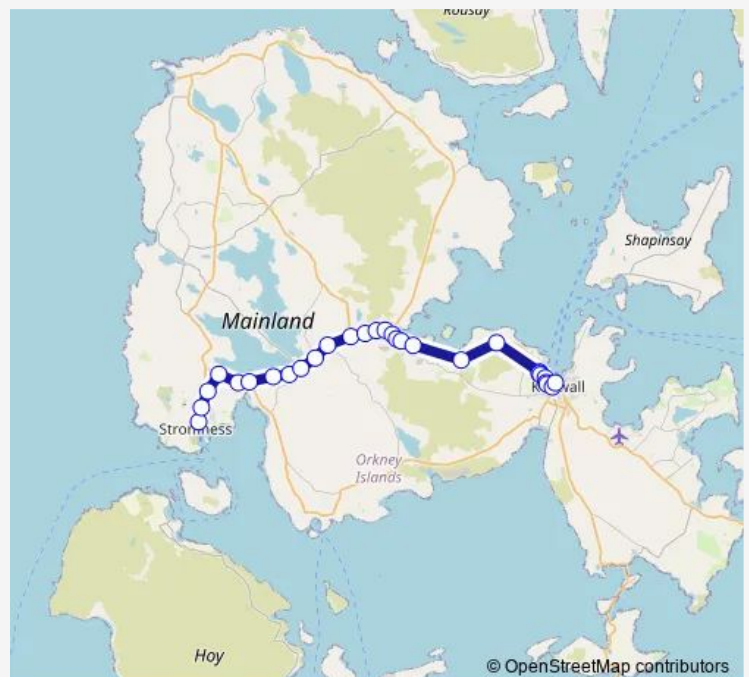 Rousay
Shapinsay
Mainland
Kirkwall
Stromness
Orkney
Islands
Hoy
© OpenStreetMap contributors